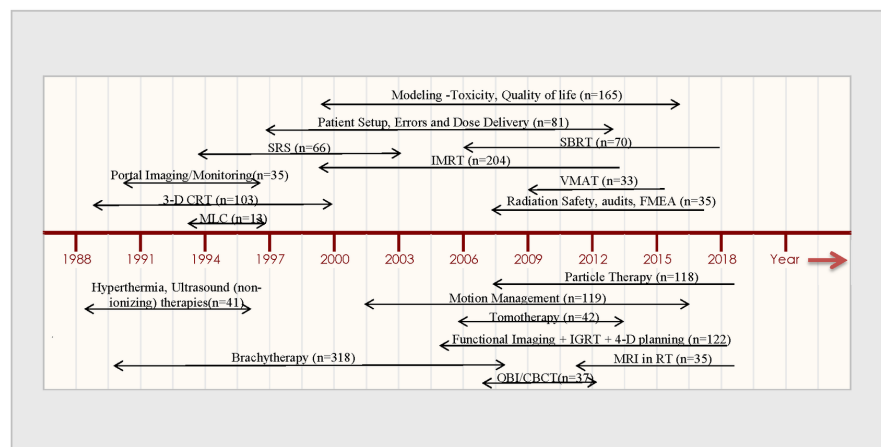 Modeling -Toxicity, Quality of life (n=165)
Patient Setup, Errors and Dose Delivery (n=81)
SRS (n=66)
SBRT (n=70)
IMRT (n=204)
Portal Imaging/Monitoring(n=35)
VMAT (n=33)
3-D CRT (n=103)
Radiation Safety, audits, FMEA (n=35)
MLC (n=13)
1988 1991 1994 1997 2000 2003 2006 2009 2012 2015 2018 Year
Particle Therapy (n=118)
Hyperthermia, Ultrasound (non-
ionizing) therapies(n=41)
Motion Management (n=119)
Tomotherapy (n=42)
Functional Imaging + IGRT + 4-D planning (n=122)
Brachytherapy (n=318)
MRI in RT (n=35)
OBI/CBCT(n=37)